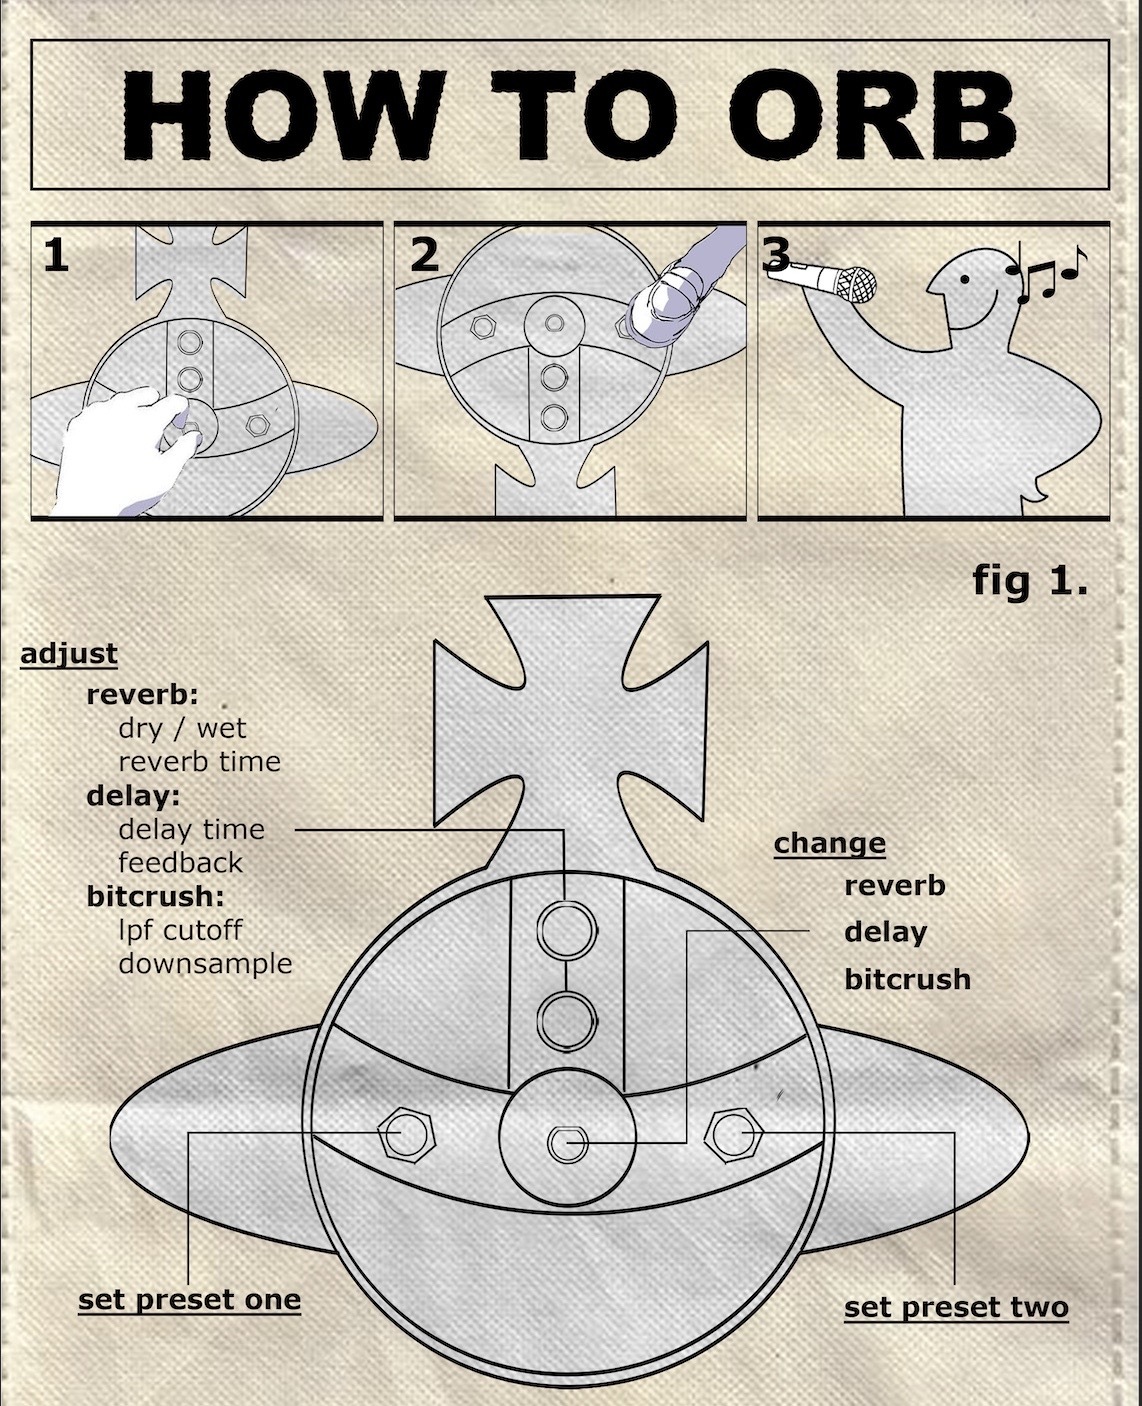 HOW TO ORB
1
2
3
fig 1.
adjust
reverb:
dry / wet
reverb time
delay:
delay time
feedback
bitcrush:
lpf cutoff
downsample
change
reverb
delay
bitcrush
set preset one
set preset two